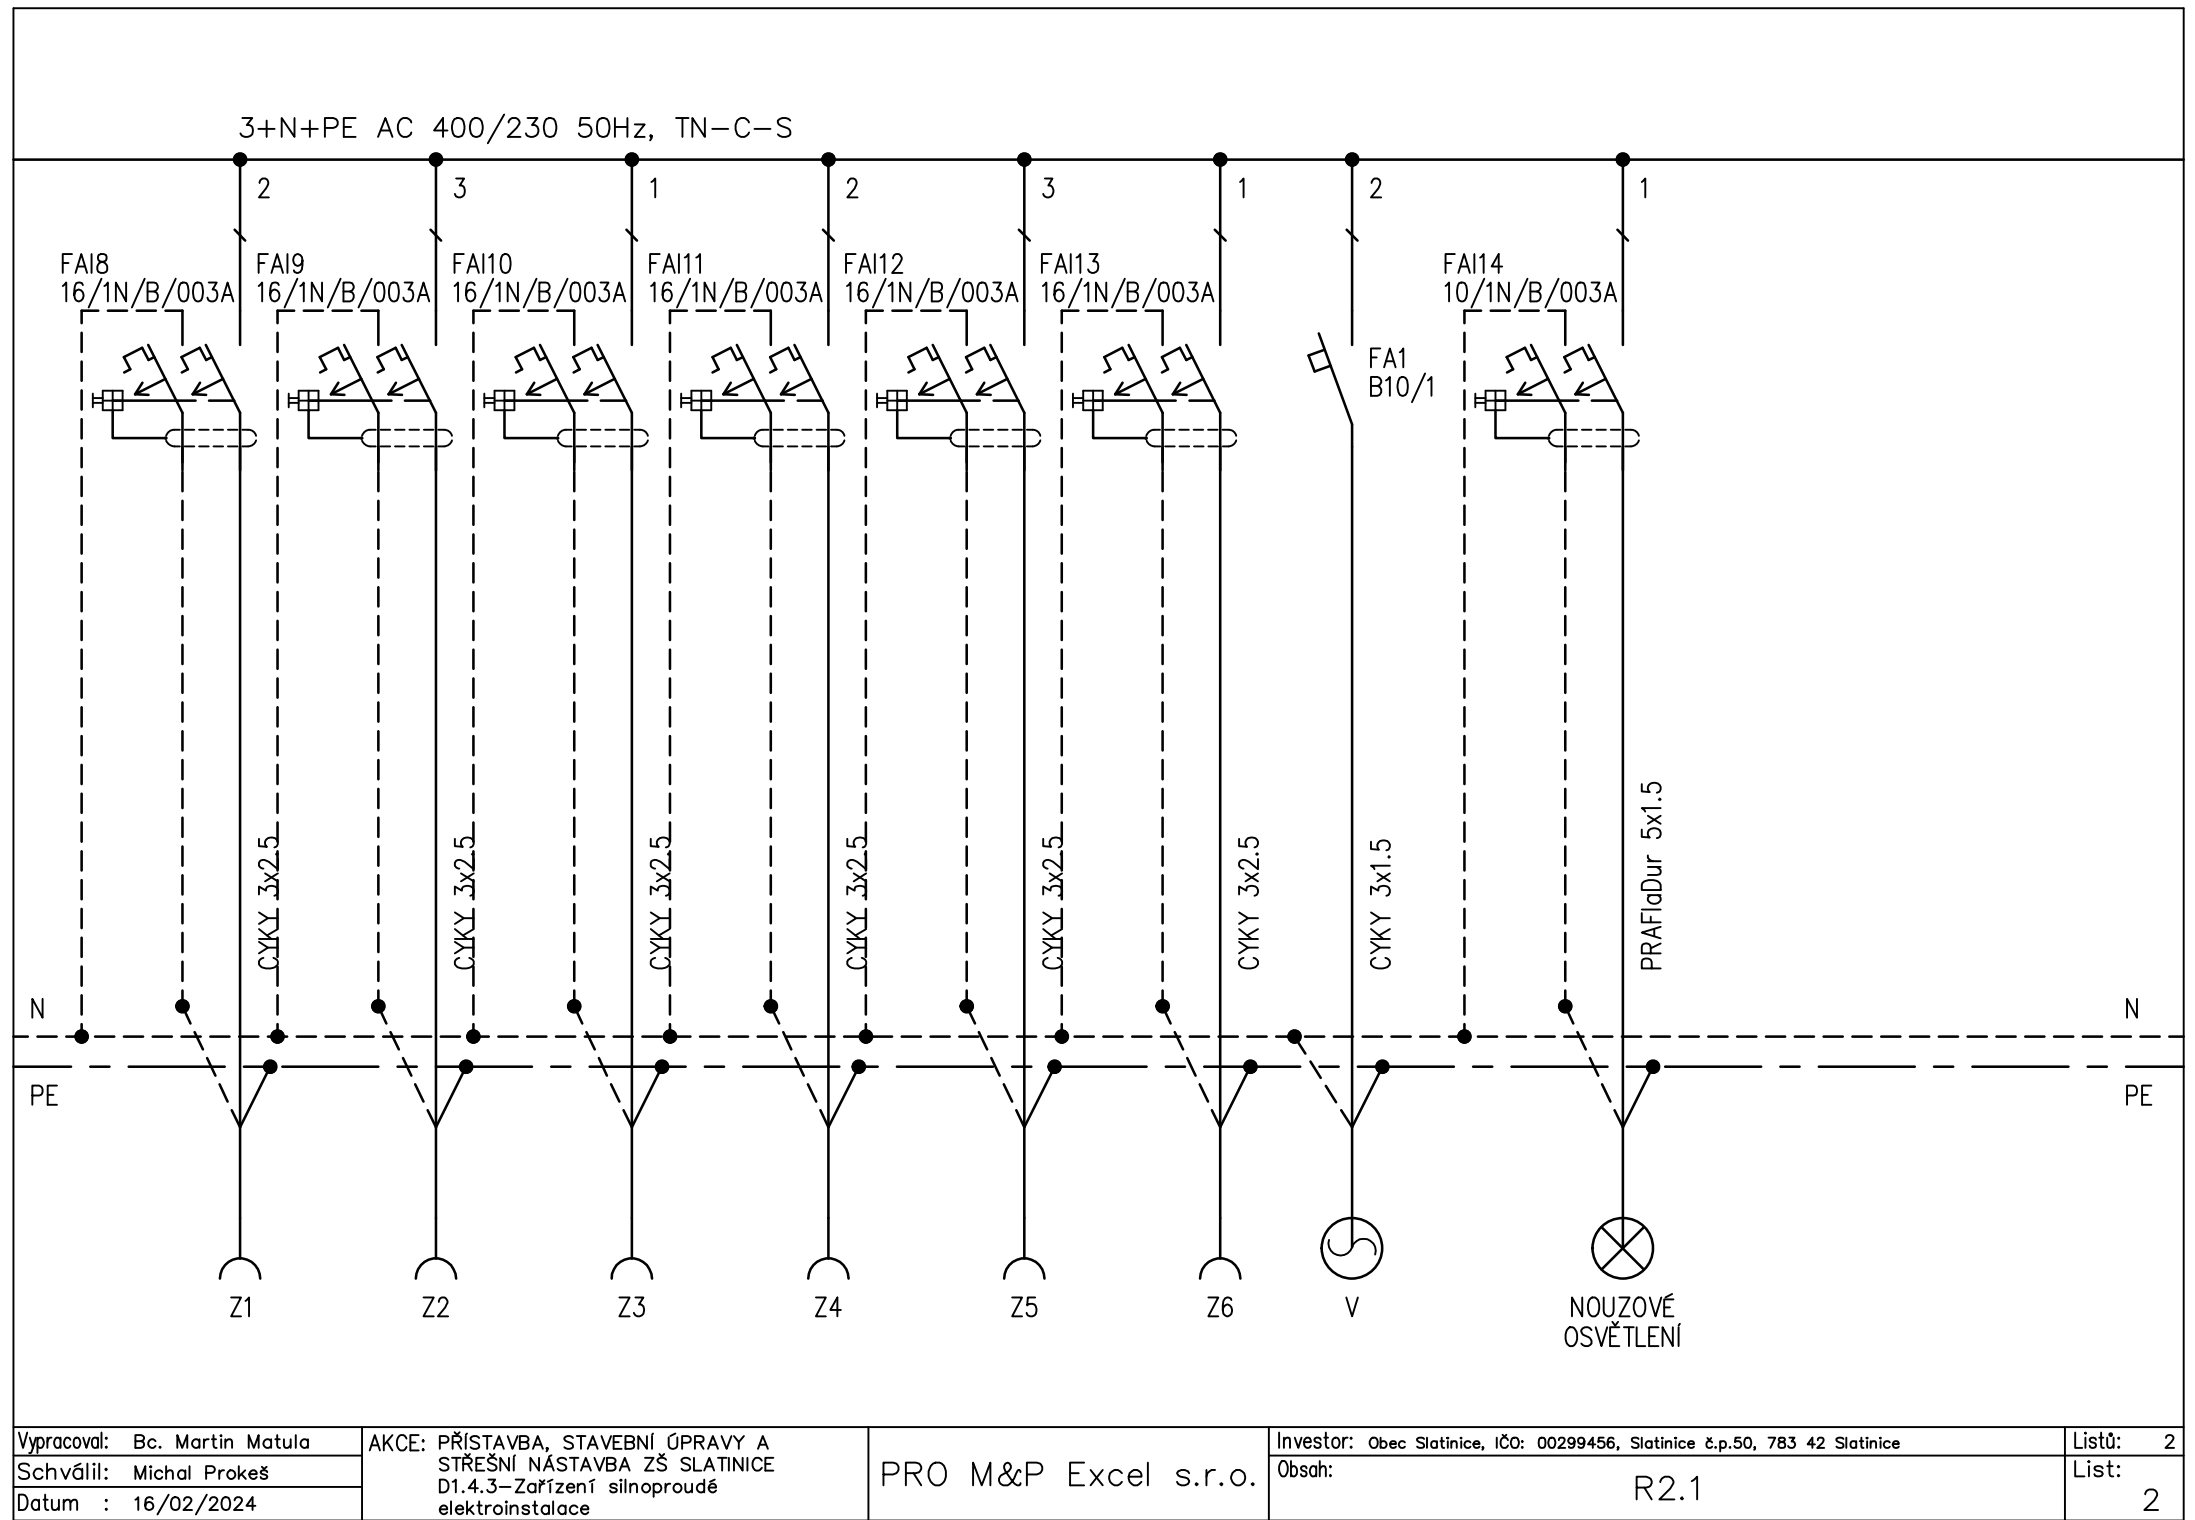 3+N+PE AC 400/230 50Hz, TN-C-S
2
3
1
2
3
1
2
1
FAI8
16/1N/B/003A
FAI9
16/1N/B/003A
FAI10
16/1N/B/003A
FAI11
16/1N/B/003A
FAI12
16/1N/B/003A
FAI13
16/1N/B/003A
FA1
B10/1
FAI14
10/1N/B/003A
CYKY 3x2.5
CYKY 3x2.5
CYKY 3x2.5
CYKY 3x2.5
CYKY 3x2.5
CYKY 3x2.5
CYKY 3x1.5
PRAFlaDur 5x1.5
N
N
PE
PE
Z1
Z2
Z3
Z4
Z5
Z6
V
NOUZOVÉ
OSVĚTLENÍ
Vypracoval: Bc. Martin Matula
Schválil: Michal Prokeš
Datum : 16/02/2024
AKCE: PŘÍSTAVBA, STAVEBNÍ ÚPRAVY A
STŘEŠNÍ NÁSTAVBA ZŠ SLATINICE
D1.4.3-Zařízení silnoproudé
elektroinstalace
PRO M&P Excel s.r.o.
Investor: Obec Slatinice, IČO: 00299456, Slatinice č.p.50, 783 42 Slatinice
Obsah:
R2.1
Listů: 2
List:
2